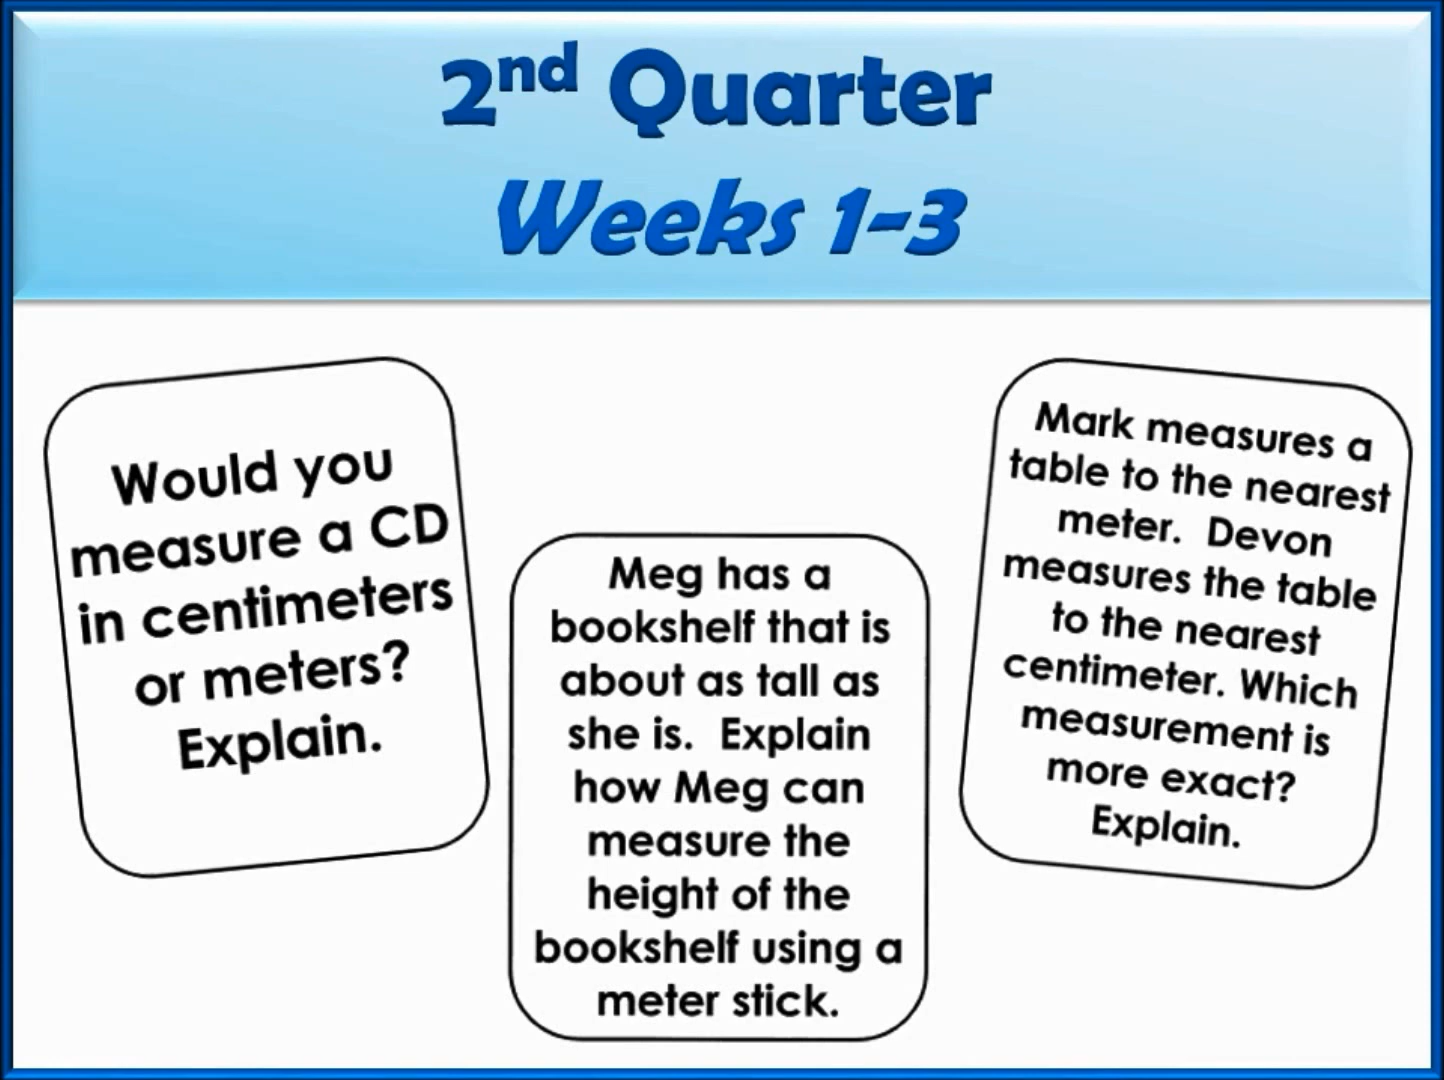 2nd Quarter
Weeks 1-3
Would you
measure a CD
in centimeters
or meters?
Explain.
Meg has a
bookshelf that is
about as tall as
she is.  Explain
how Meg can
measure the
height of the
bookshelf using a
meter stick.
Mark measures a
table to the nearest
meter.  Devon
measures the table
to the nearest
centimeter. Which
measurement is
more exact?
Explain.